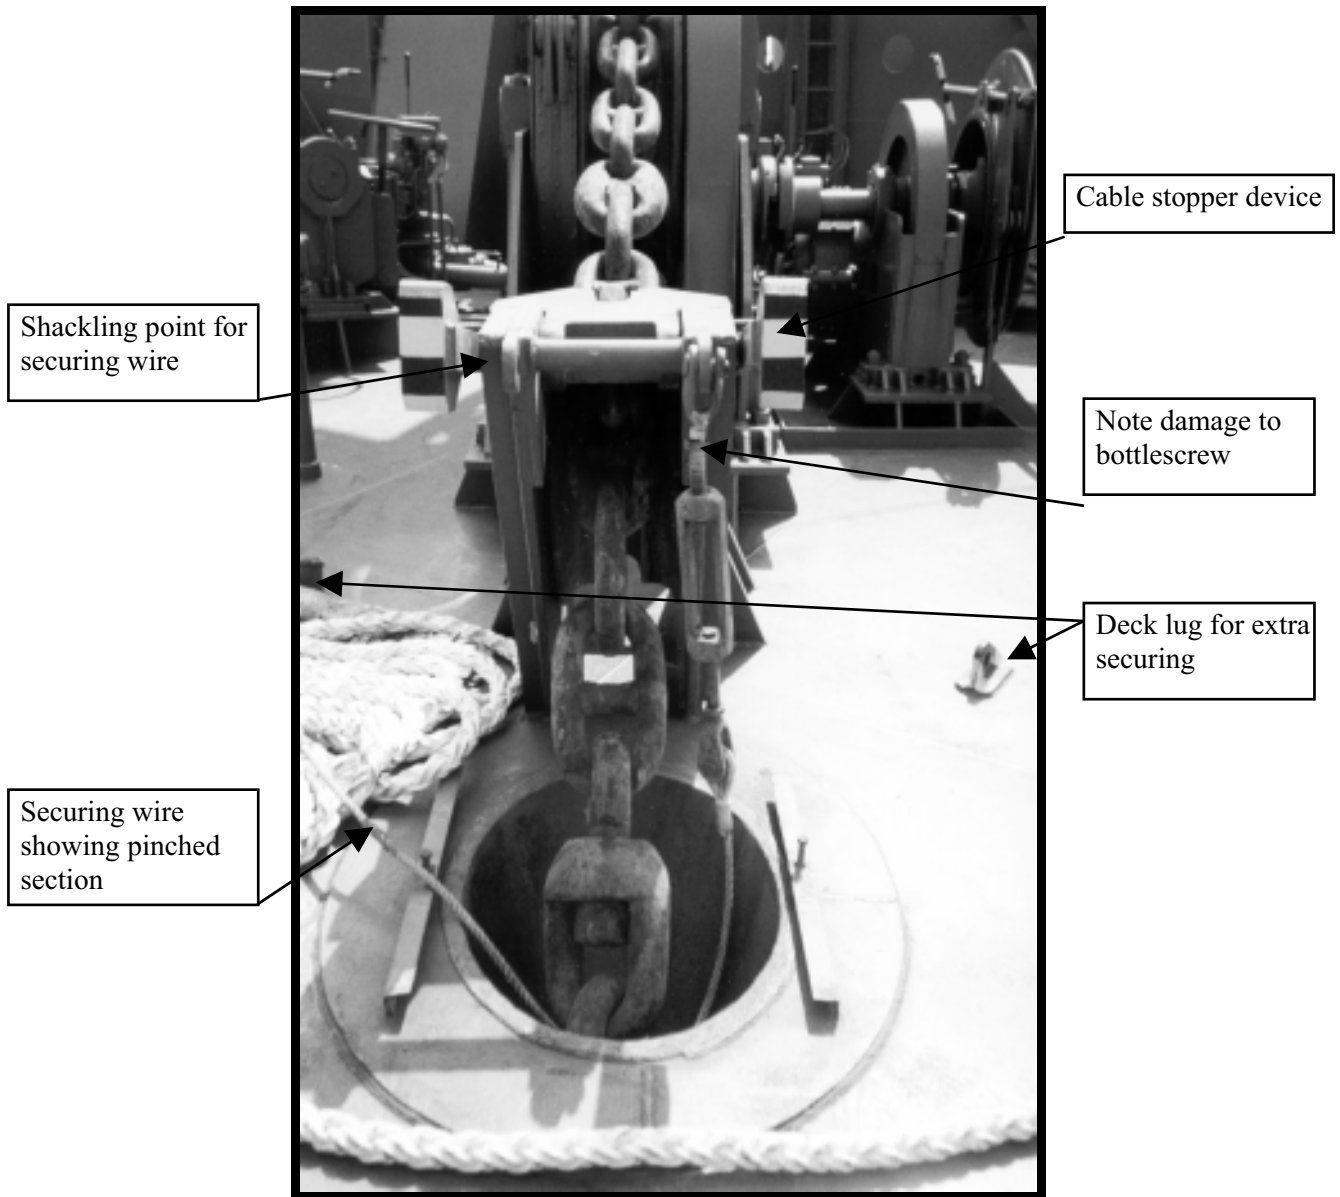 Cable stopper device
Shackling point for
securing wire
Note damage to
bottlescrew
Deck lug for extra
securing
Securing wire
showing pinched
section